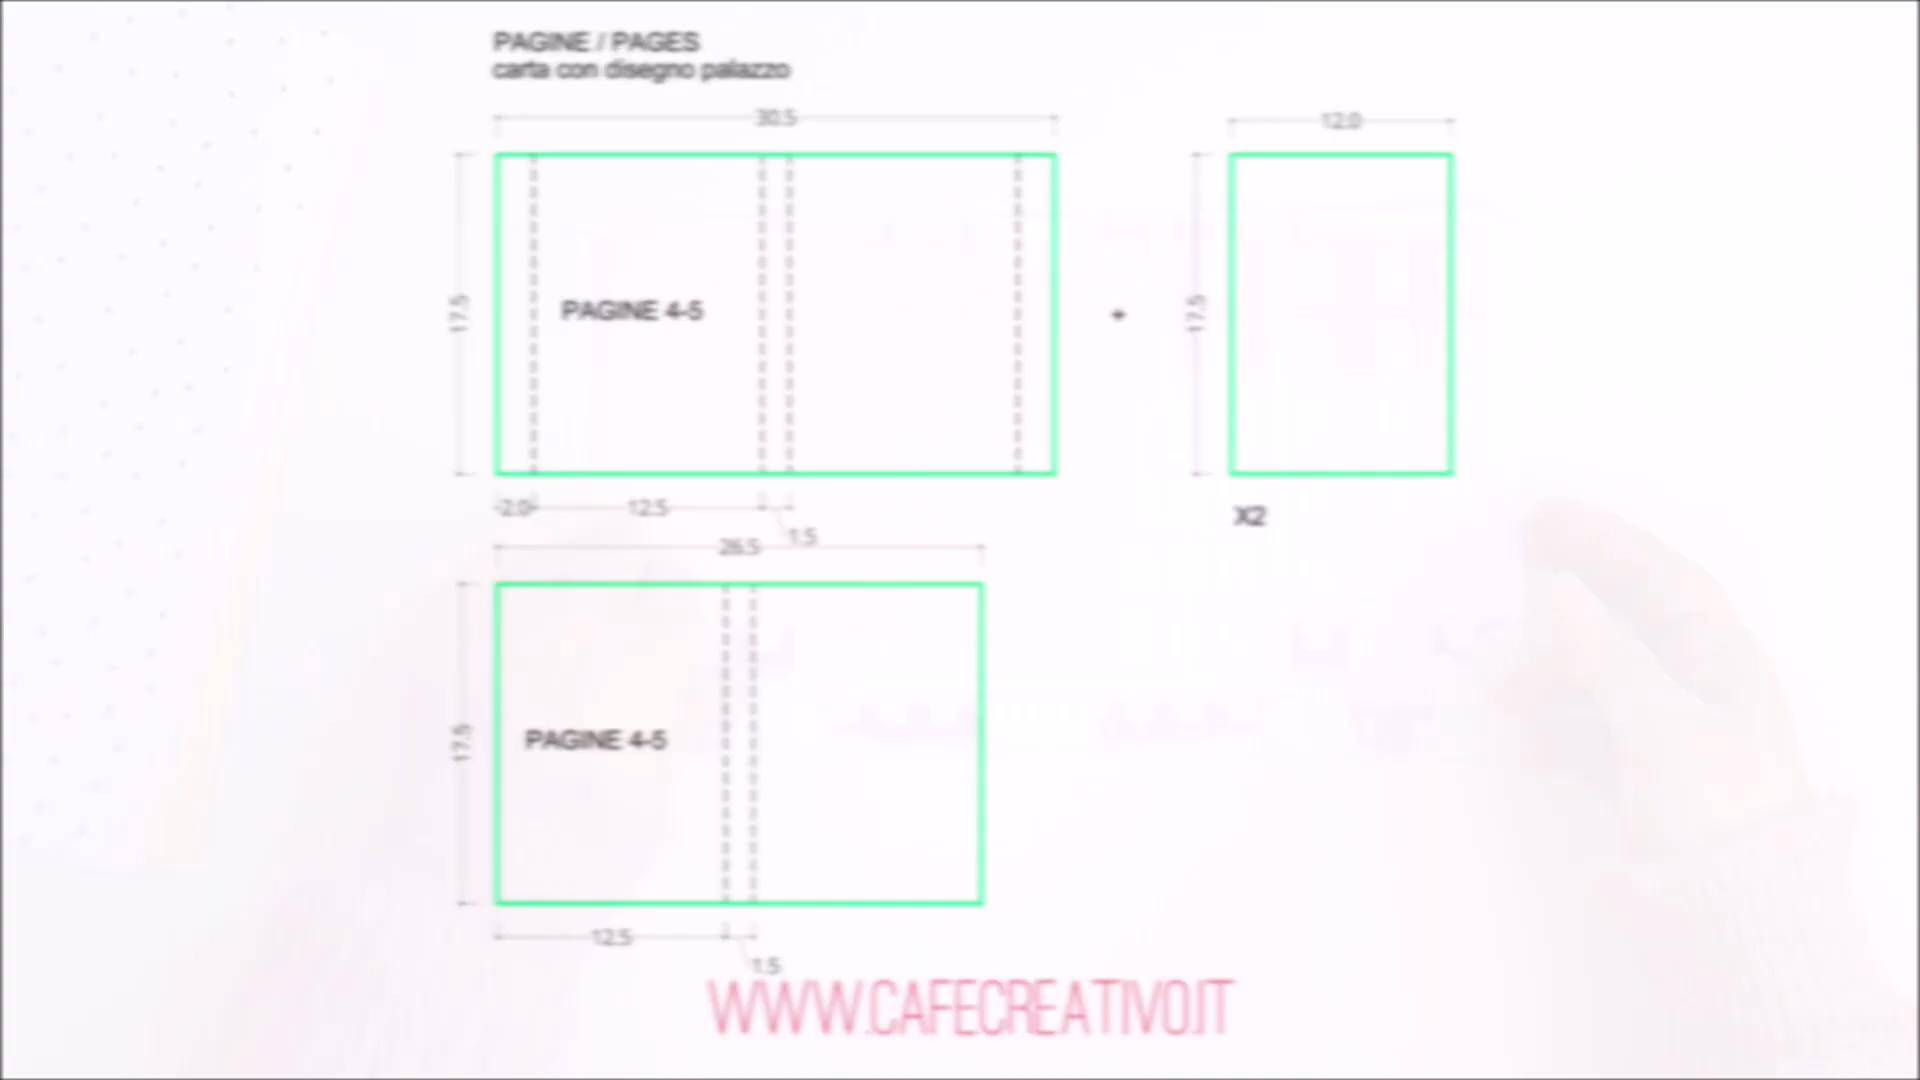 PAGINE / PAGES
carta con disegno palazzo
30.5
12.0
17.5
PAGINE 4-5
+
17.5
2.0
12.5
1.5
X2
26.5
17.5
PAGINE 4-5
12.5
1.5
WWW.CAFECREATIVO.IT